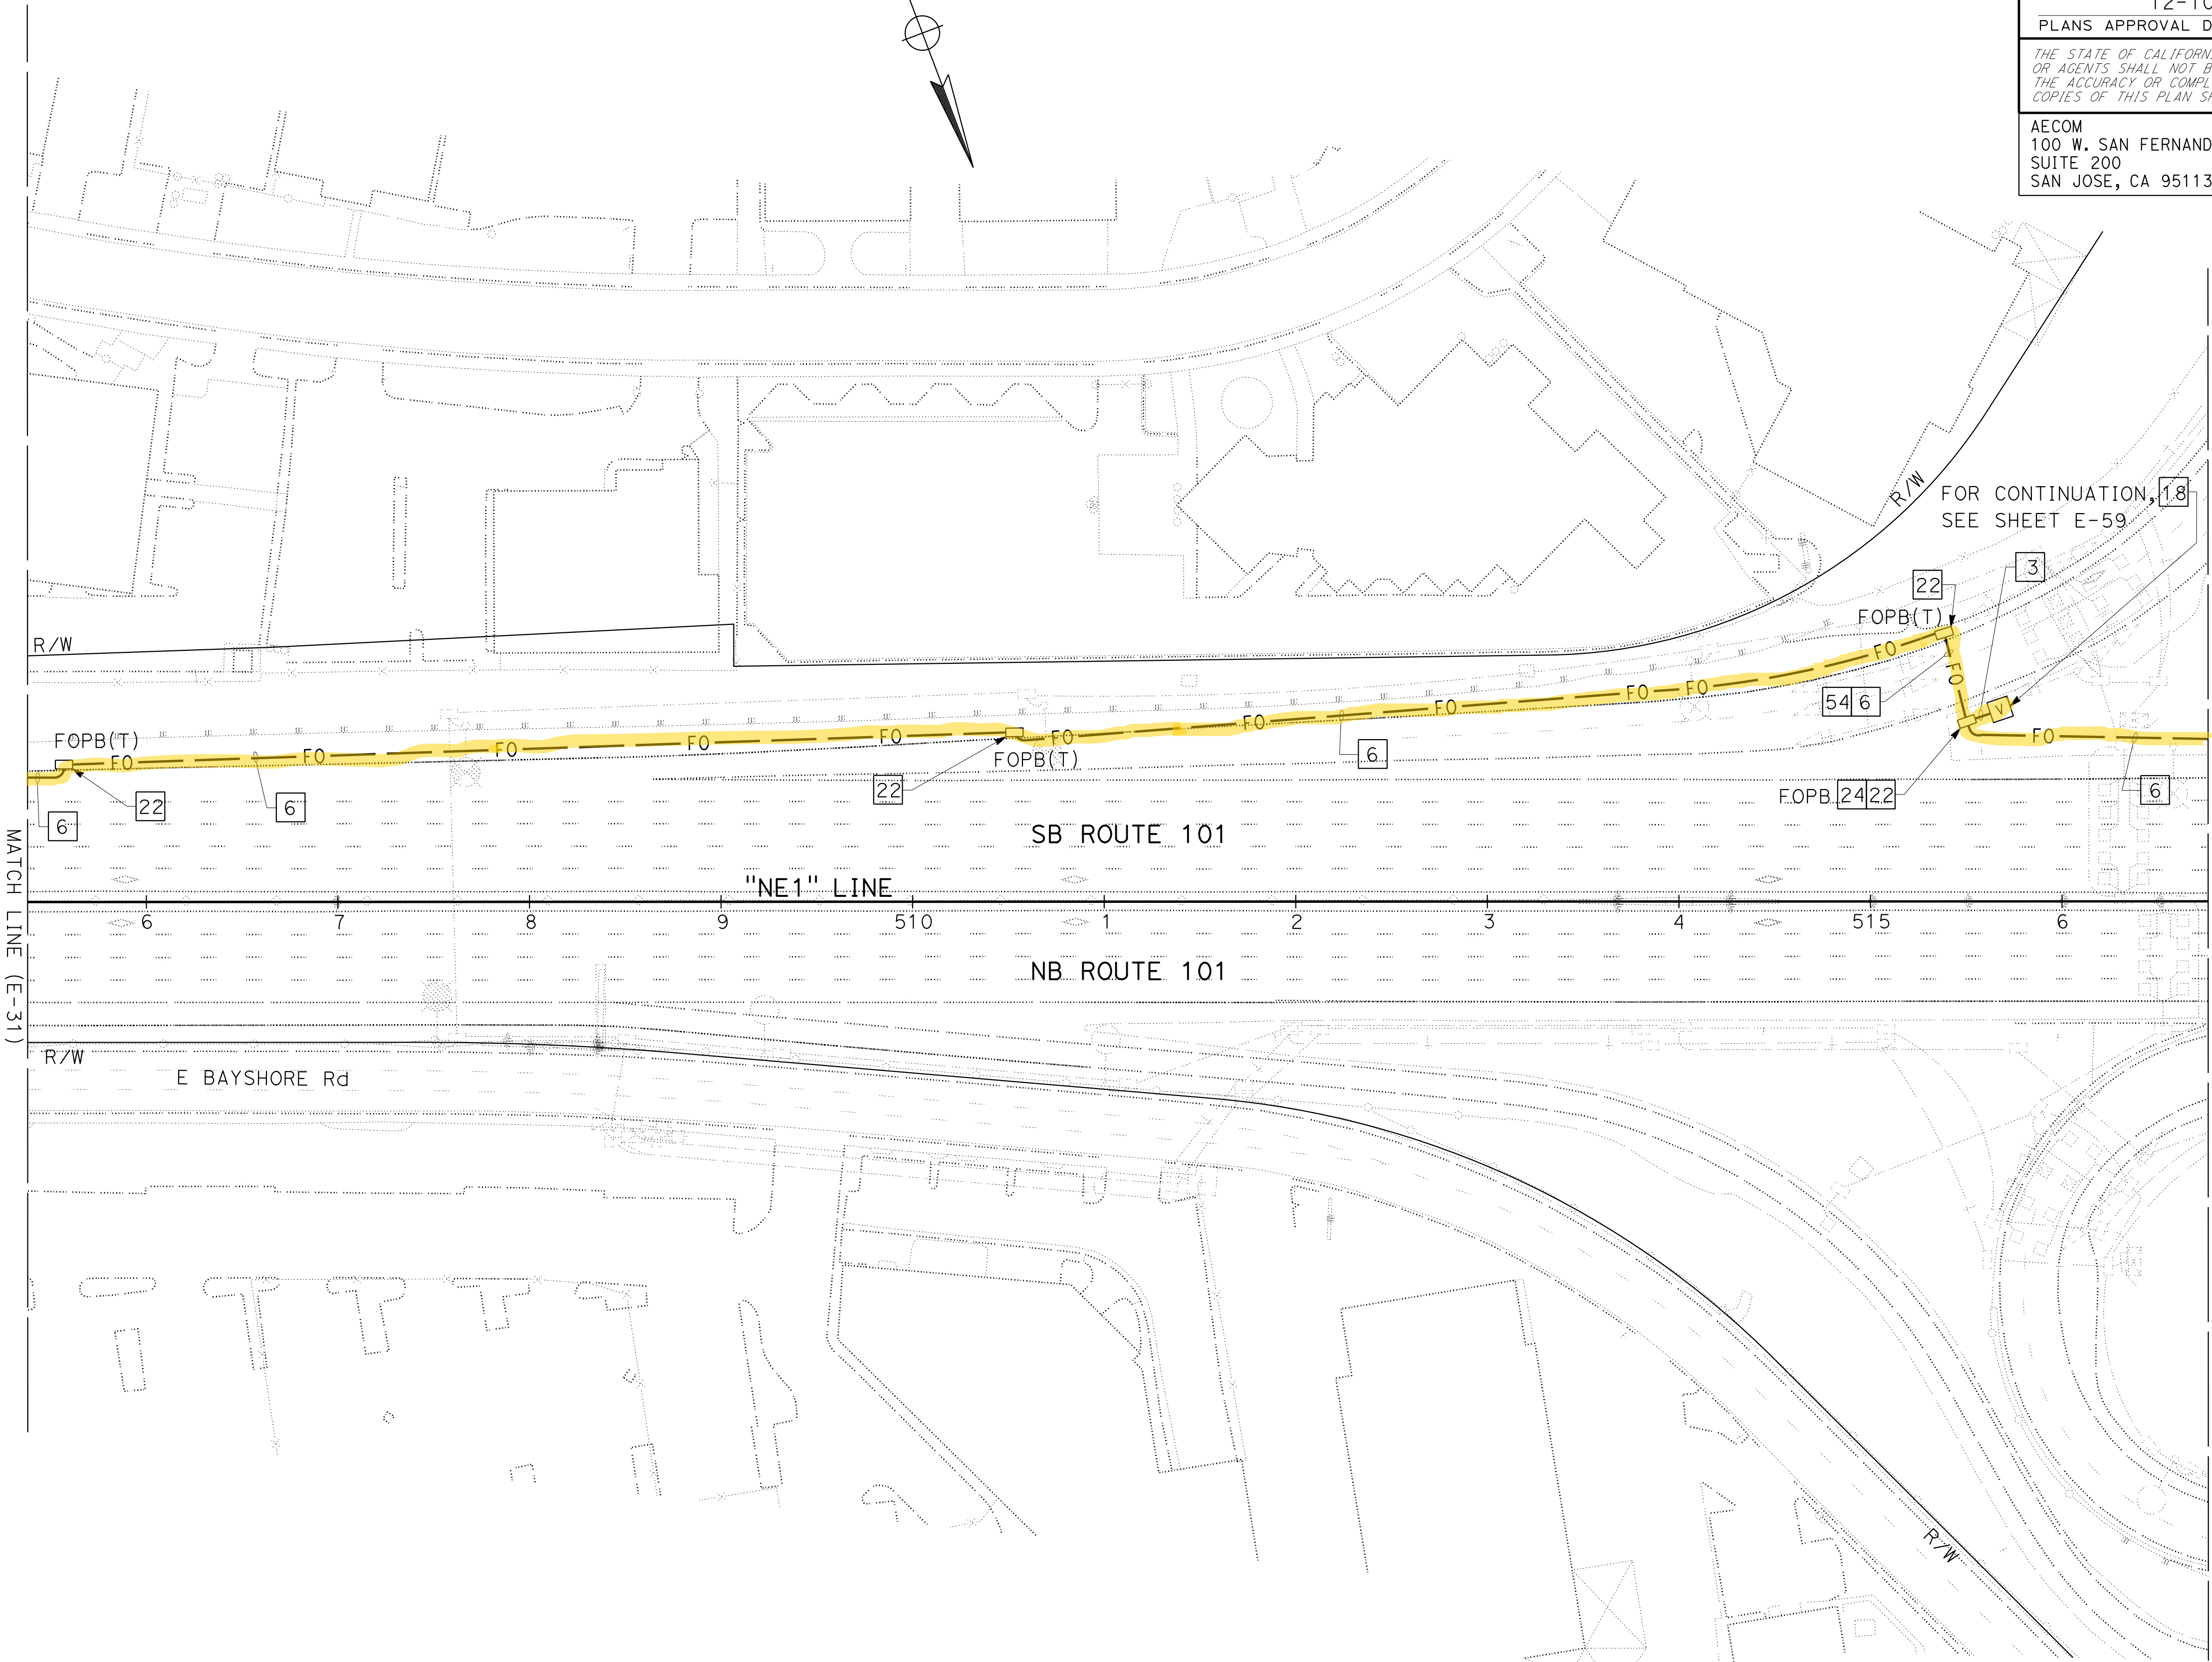 PLANS APPROVAL D
THE STATE OF CALIFORN
OR AGENTS SHALL NOT B
THE ACCURACY OR COMPL
COPIES OF THIS PLAN SH
AECOM
100 W. SAN FERNAND
SUITE 200
SAN JOSE, CA 95113
R/W
FOR CONTINUATION, 18
SEE SHEET E-59
3
22
FOPB(T)
R/W
FO
FO
54 6
V
FO FO
FO
FO
FO
FO
FOPB(T)
FO
FO
FO
FO
FO
FOPB(T)
6
22
FOPB 24 22
6
22
6
6
SB ROUTE 101
"NE1" LINE
6 7 8 9 510 1 2 3 4 515 6
NB ROUTE 101
MATCH LINE (E-31)
R/W
E BAYSHORE Rd
R/W